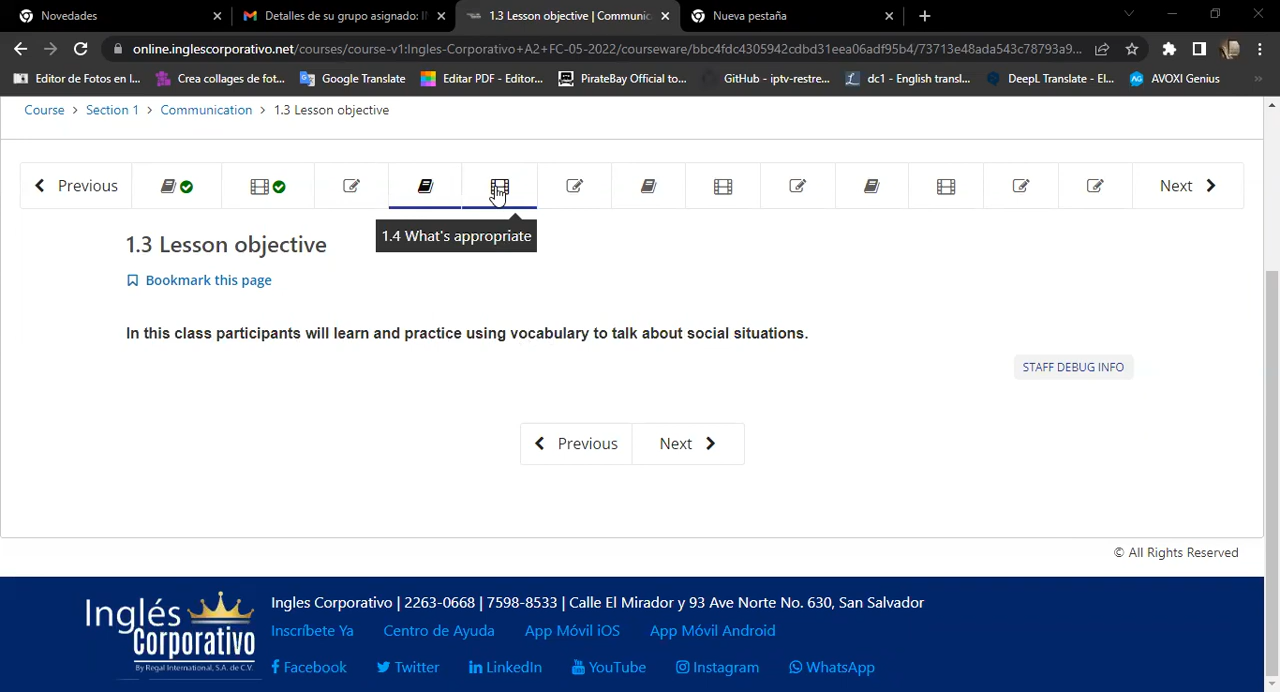 Novedades
Detalles de su grupo asignado: I
1.3 Lesson objective | Communic
Nueva pestaña
online.inglescorporativo.net/courses/course-v1:Ingles-Corporativo+A2+FC-05-2022/courseware/bbc4fdc4305942cdbd31eea06adf95b4/73713e48ada543c78793a9...
Editor de Fotos en l...
Crea collages de fot...
Google Translate
Editar PDF - Editor...
PirateBay Official to...
GitHub - iptv-restre...
dc1 - English transl...
DeepL Translate - El...
AVOXI Genius
Course > Section 1 > Communication > 1.3 Lesson objective
Previous
Next
1.4 What's appropriate
1.3 Lesson objective
Bookmark this page
In this class participants will learn and practice using vocabulary to talk about social situations.
STAFF DEBUG INFO
Previous
Next
© All Rights Reserved
Inglés Corporativo
By Regal International, S.A. de C.V.
Ingles Corporativo | 2263-0668 | 7598-8533 | Calle El Mirador y 93 Ave Norte No. 630, San Salvador
Inscríbete Ya
Centro de Ayuda
App Móvil iOS
App Móvil Android
Facebook
Twitter
LinkedIn
YouTube
Instagram
WhatsApp